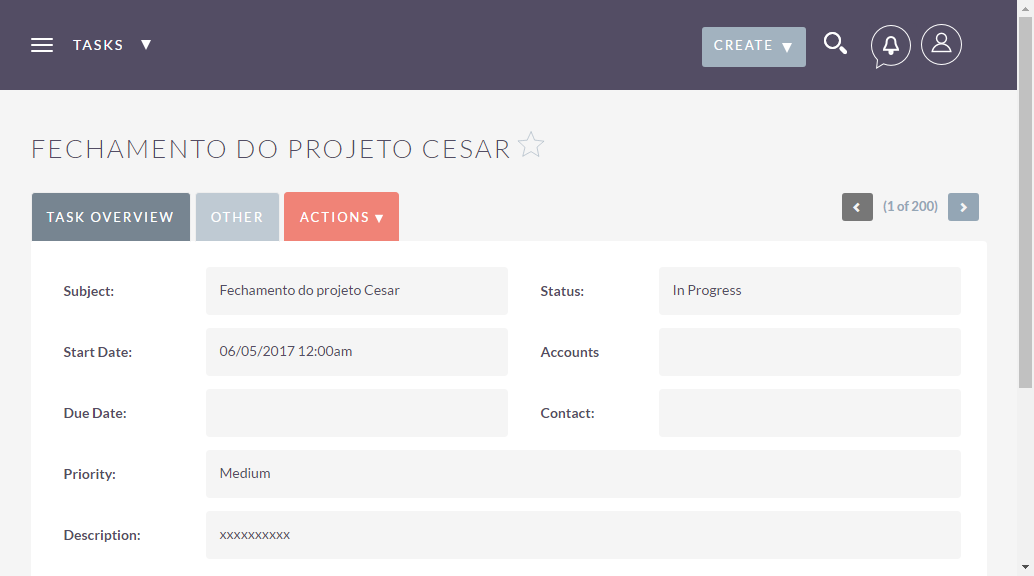 TASKS ▼
CREATE ▼
FECHAMENTO DO PROJETO CESAR
TASK OVERVIEW
OTHER
ACTIONS ▼
(1 of 200)
Subject: Fechamento do projeto Cesar
Status: In Progress
Start Date: 06/05/2017 12:00am
Accounts
Due Date:
Contact:
Priority: Medium
Description: xxxxxxxxxx